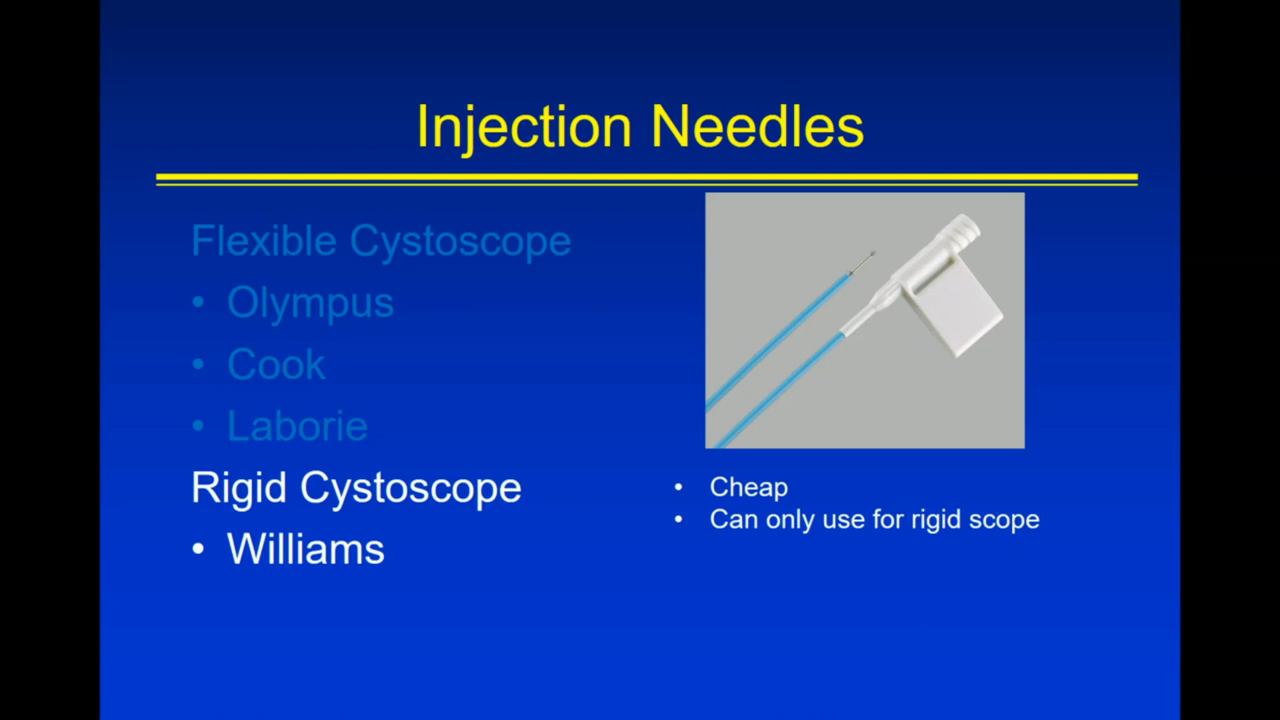 Injection Needles
Flexible Cystoscope
• Olympus
• Cook
• Laborie
Rigid Cystoscope
• Williams
• Cheap
• Can only use for rigid scope